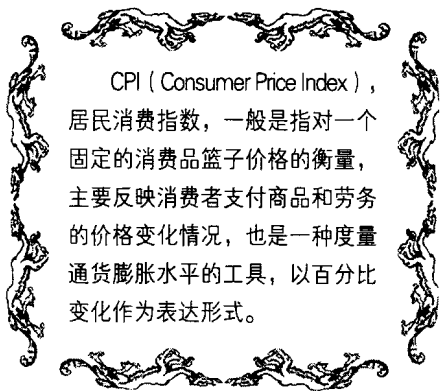 CPI（Consumer Price Index），
居民消费指数，一般是指对一个
固定的消费品篮子价格的衡量，
主要反映消费者支付商品和劳务
的价格变化情况，也是一种度量
通货膨胀水平的工具，以百分比
变化作为表达形式。